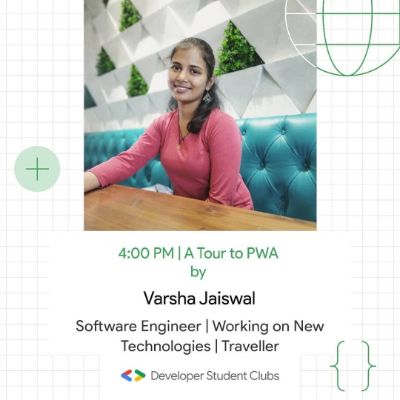 4:00 PM | A Tour to PWA
by
Varsha Jaiswal
Software Engineer | Working on New
Technologies | Traveller
Developer Student Clubs